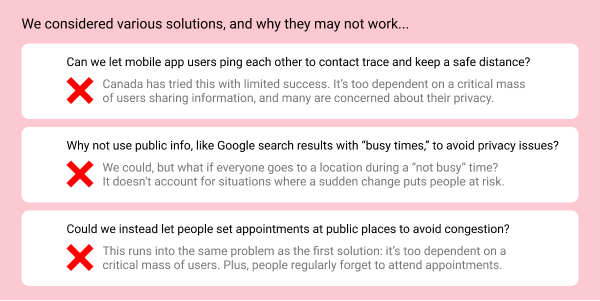 We considered various solutions, and why they may not work...
Can we let mobile app users ping each other to contact trace and keep a safe distance?
Canada has tried this with limited success. It's too dependent on a critical mass
of users sharing information, and many are concerned about their privacy.
Why not use public info, like Google search results with “busy times,” to avoid privacy issues?
We could, but what if everyone goes to a location during a “not busy” time?
It doesn't account for situations where a sudden change puts people at risk.
Could we instead let people set appointments at public places to avoid congestion?
This runs into the same problem as the first solution: it's too dependent on a
critical mass of users. Plus, people regularly forget to attend appointments.